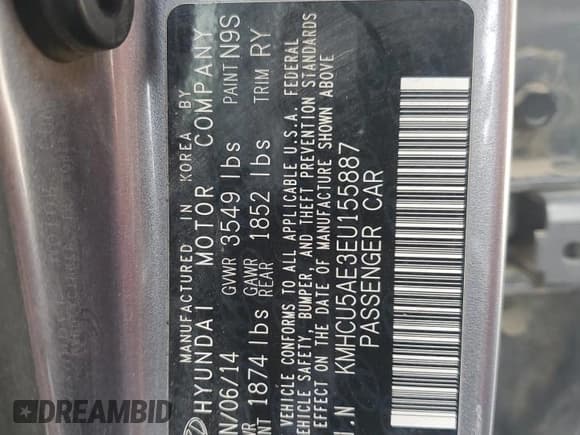 MANUFACTURED IN KOREA BY
HYUNDAI MOTOR COMPANY
N/06/14 GVWR 3549 lbs PAINT N9S
1874 lbs GAWR REAR 1852 lbs TRIM RY
VEHICLE CONFORMS TO ALL APPLICABLE U.S.A. FEDERAL
VEHICLE SAFETY, BUMPER, AND THEFT PREVENTION STANDARDS
EFFECT ON THE DATE OF MANUFACTURE SHOWN ABOVE
I.N KMHCU5AE3EU155887
PASSENGER CAR
DREAMBID